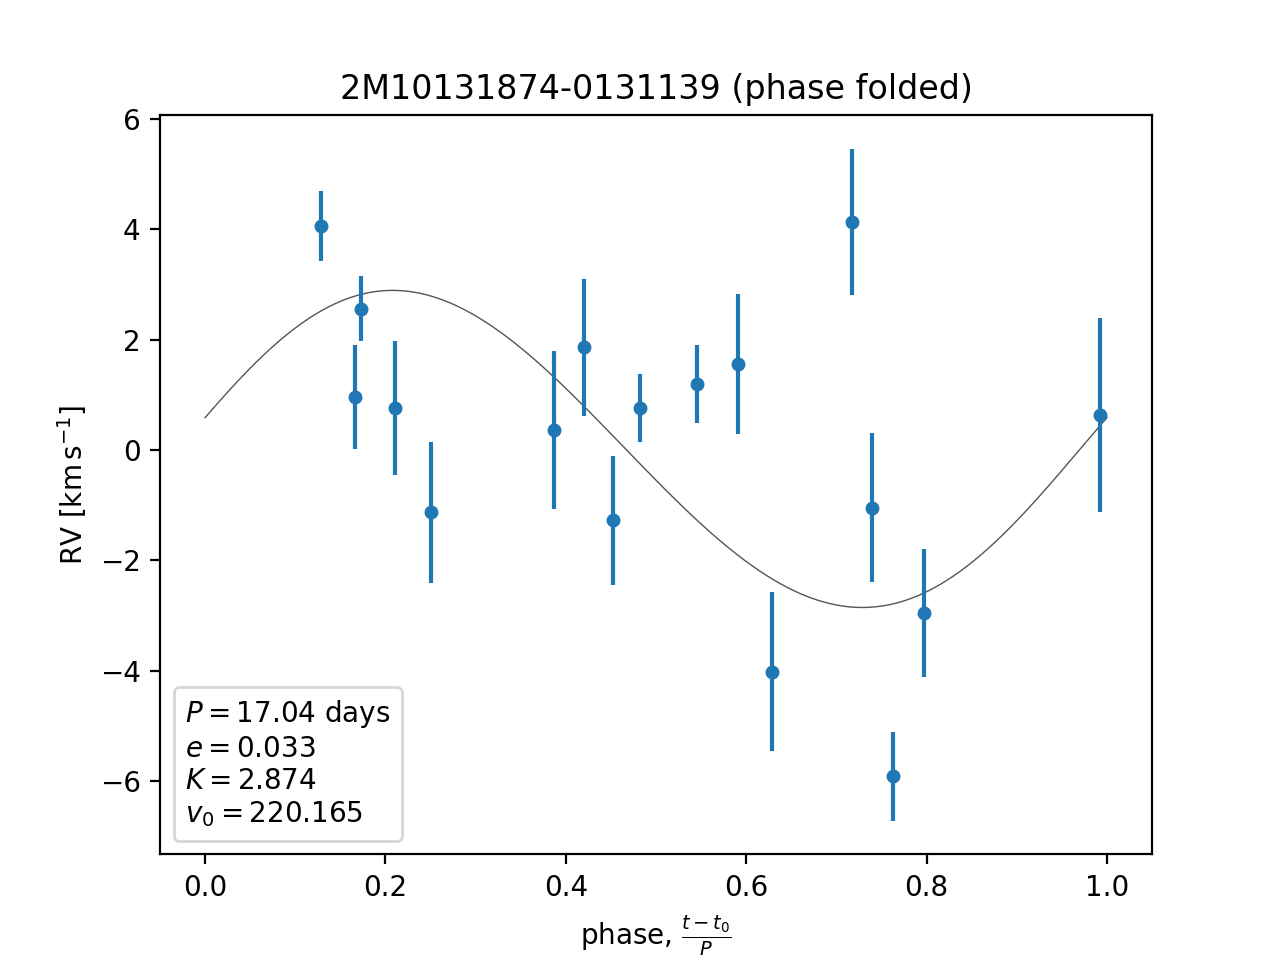 2M10131874-0131139 (phase folded)
6
4
2
0
−2
−4
−6
RV [km s⁻¹]
P = 17.04 days
e = 0.033
K = 2.874
v₀ = 220.165
0.0 0.2 0.4 0.6 0.8 1.0
phase, (t − t₀)/P